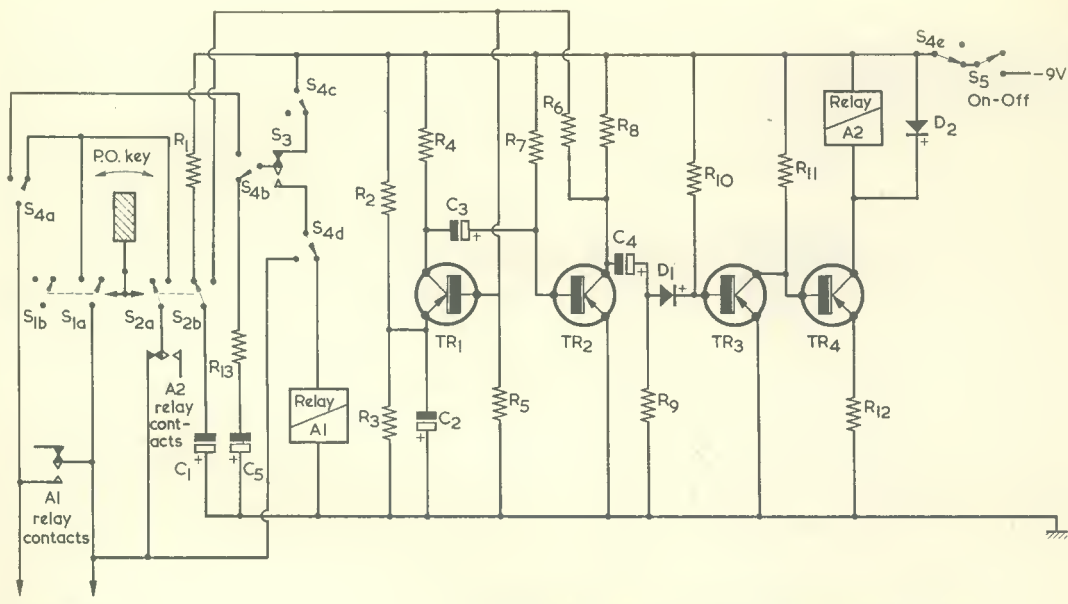 S4e
S5
−9V
On-Off
S4c
R1
S3
P.O. key
S4b
S4a
S4d
R2
R4
R7
R6
R8
R10
R11
Relay
A2
D2
C3
C4
D1
S1b
S1a
S2a
S2b
R13
TR1
TR2
TR3
TR4
A2
relay
cont-
acts
Relay
A1
R3
C2
R5
R9
R12
C1
C5
A1
relay
contacts
+
+
+
+
+
+
+
+